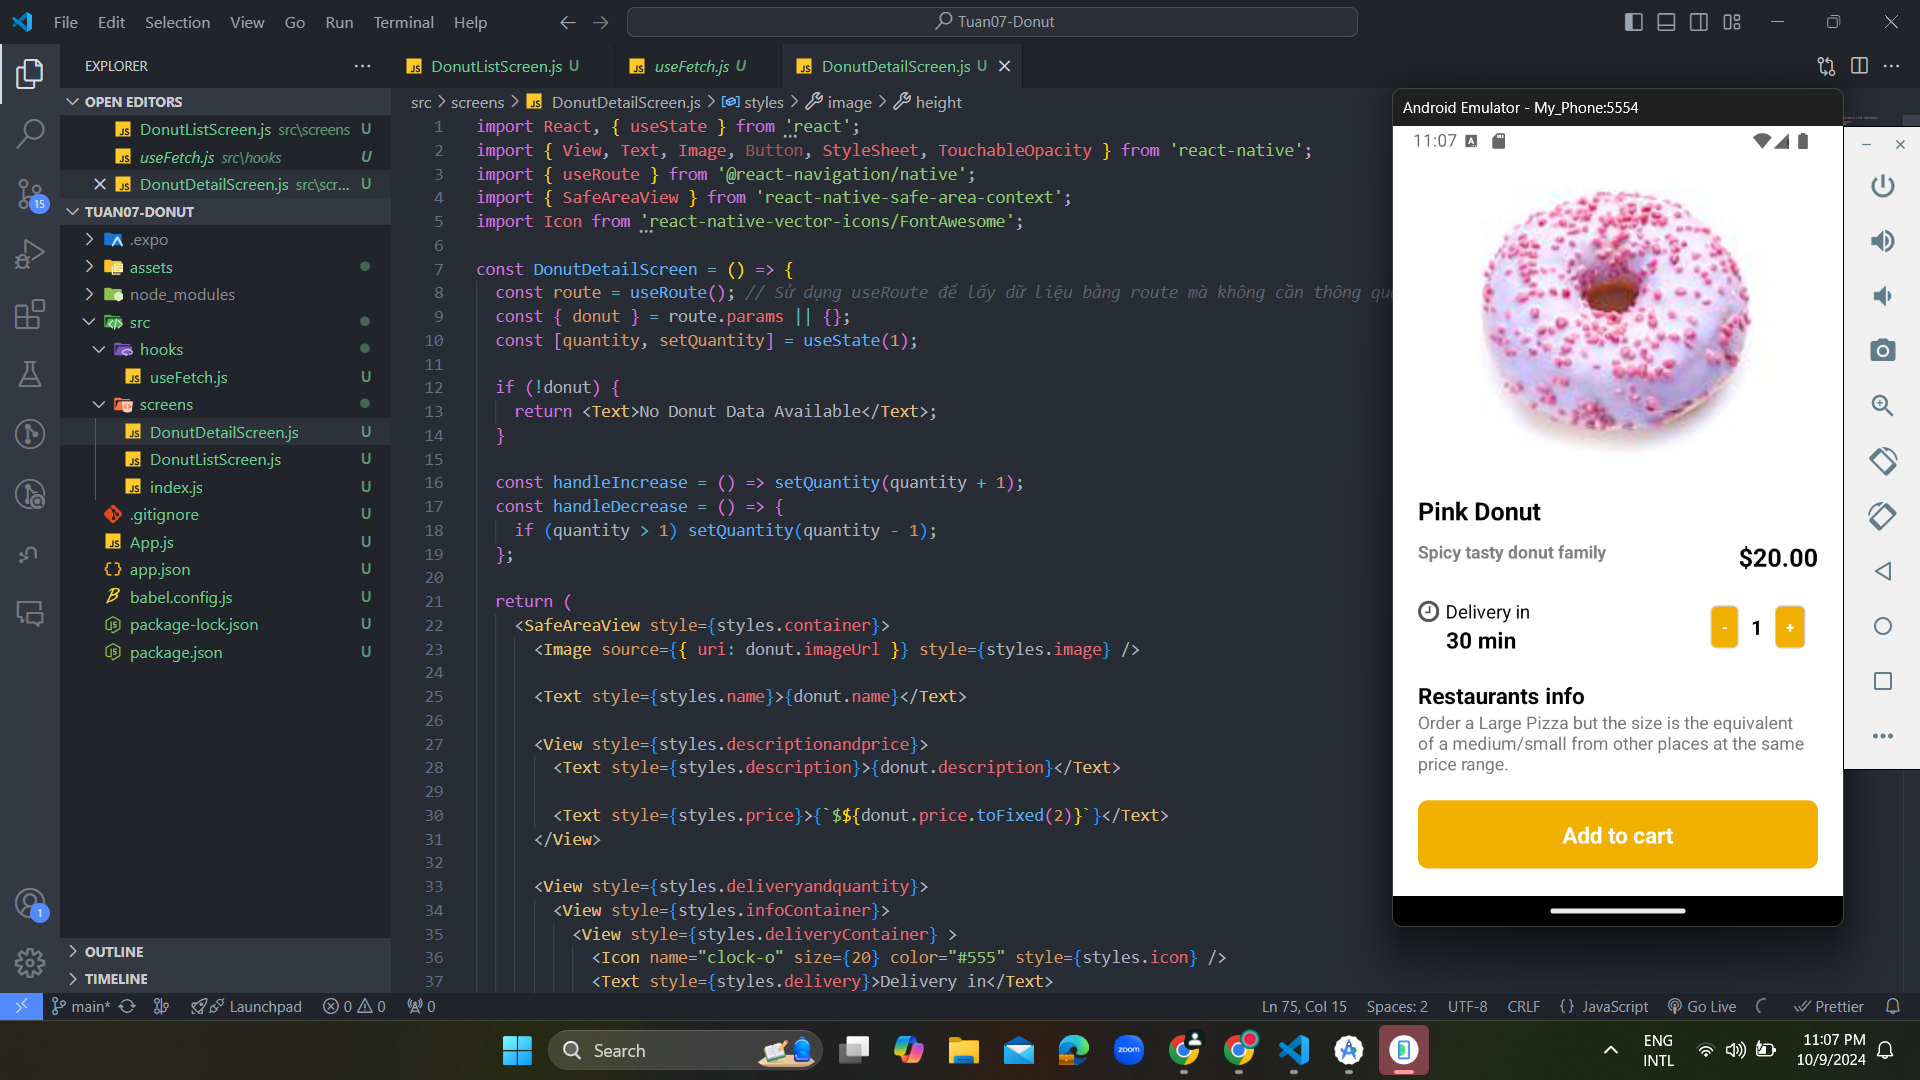 File Edit Selection View Go Run Terminal Help
Tuan07-Donut
EXPLORER
OPEN EDITORS
DonutListScreen.js src\screens U
useFetch.js src\hooks U
DonutDetailScreen.js src\scr... U
TUAN07-DONUT
.expo
assets
node_modules
src
hooks
useFetch.js U
screens
DonutDetailScreen.js U
DonutListScreen.js U
index.js U
.gitignore U
App.js U
app.json U
babel.config.js U
package-lock.json U
package.json U
OUTLINE
TIMELINE
15
1
DonutListScreen.js U
useFetch.js U
DonutDetailScreen.js U
src > screens > DonutDetailScreen.js > styles > image > height
1 import React, { useState } from 'react';
2 import { View, Text, Image, Button, StyleSheet, TouchableOpacity } from 'react-native';
3 import { useRoute } from '@react-navigation/native';
4 import { SafeAreaView } from 'react-native-safe-area-context';
5 import Icon from 'react-native-vector-icons/FontAwesome';
6
7 const DonutDetailScreen = () => {
8 const route = useRoute(); // Sử dụng useRoute để lấy dữ liệu bằng route mà không cần thông qu
9 const { donut } = route.params || {};
10 const [quantity, setQuantity] = useState(1);
11
12 if (!donut) {
13 return <Text>No Donut Data Available</Text>;
14 }
15
16 const handleIncrease = () => setQuantity(quantity + 1);
17 const handleDecrease = () => {
18 if (quantity > 1) setQuantity(quantity - 1);
19 };
20
21 return (
22 <SafeAreaView style={styles.container}>
23 <Image source={{ uri: donut.imageUrl }} style={styles.image} />
24
25 <Text style={styles.name}>{donut.name}</Text>
26
27 <View style={styles.descriptionandprice}>
28 <Text style={styles.description}>{donut.description}</Text>
29
30 <Text style={styles.price}>{`$${donut.price.toFixed(2)}`}</Text>
31 </View>
32
33 <View style={styles.deliveryandquantity}>
34 <View style={styles.infoContainer}>
35 <View style={styles.deliveryContainer} >
36 <Icon name="clock-o" size={20} color="#555" style={styles.icon} />
37 <Text style={styles.delivery}>Delivery in</Text>
Android Emulator - My_Phone:5554
11:07
Pink Donut
Spicy tasty donut family
$20.00
Delivery in
30 min
- 1 +
Restaurants info
Order a Large Pizza but the size is the equivalent
of a medium/small from other places at the same
price range.
Add to cart
main* Launchpad 0 0 0
Ln 75, Col 15 Spaces: 2 UTF-8 CRLF {} JavaScript Go Live Prettier
Search
zoom
ENG
INTL
11:07 PM
10/9/2024